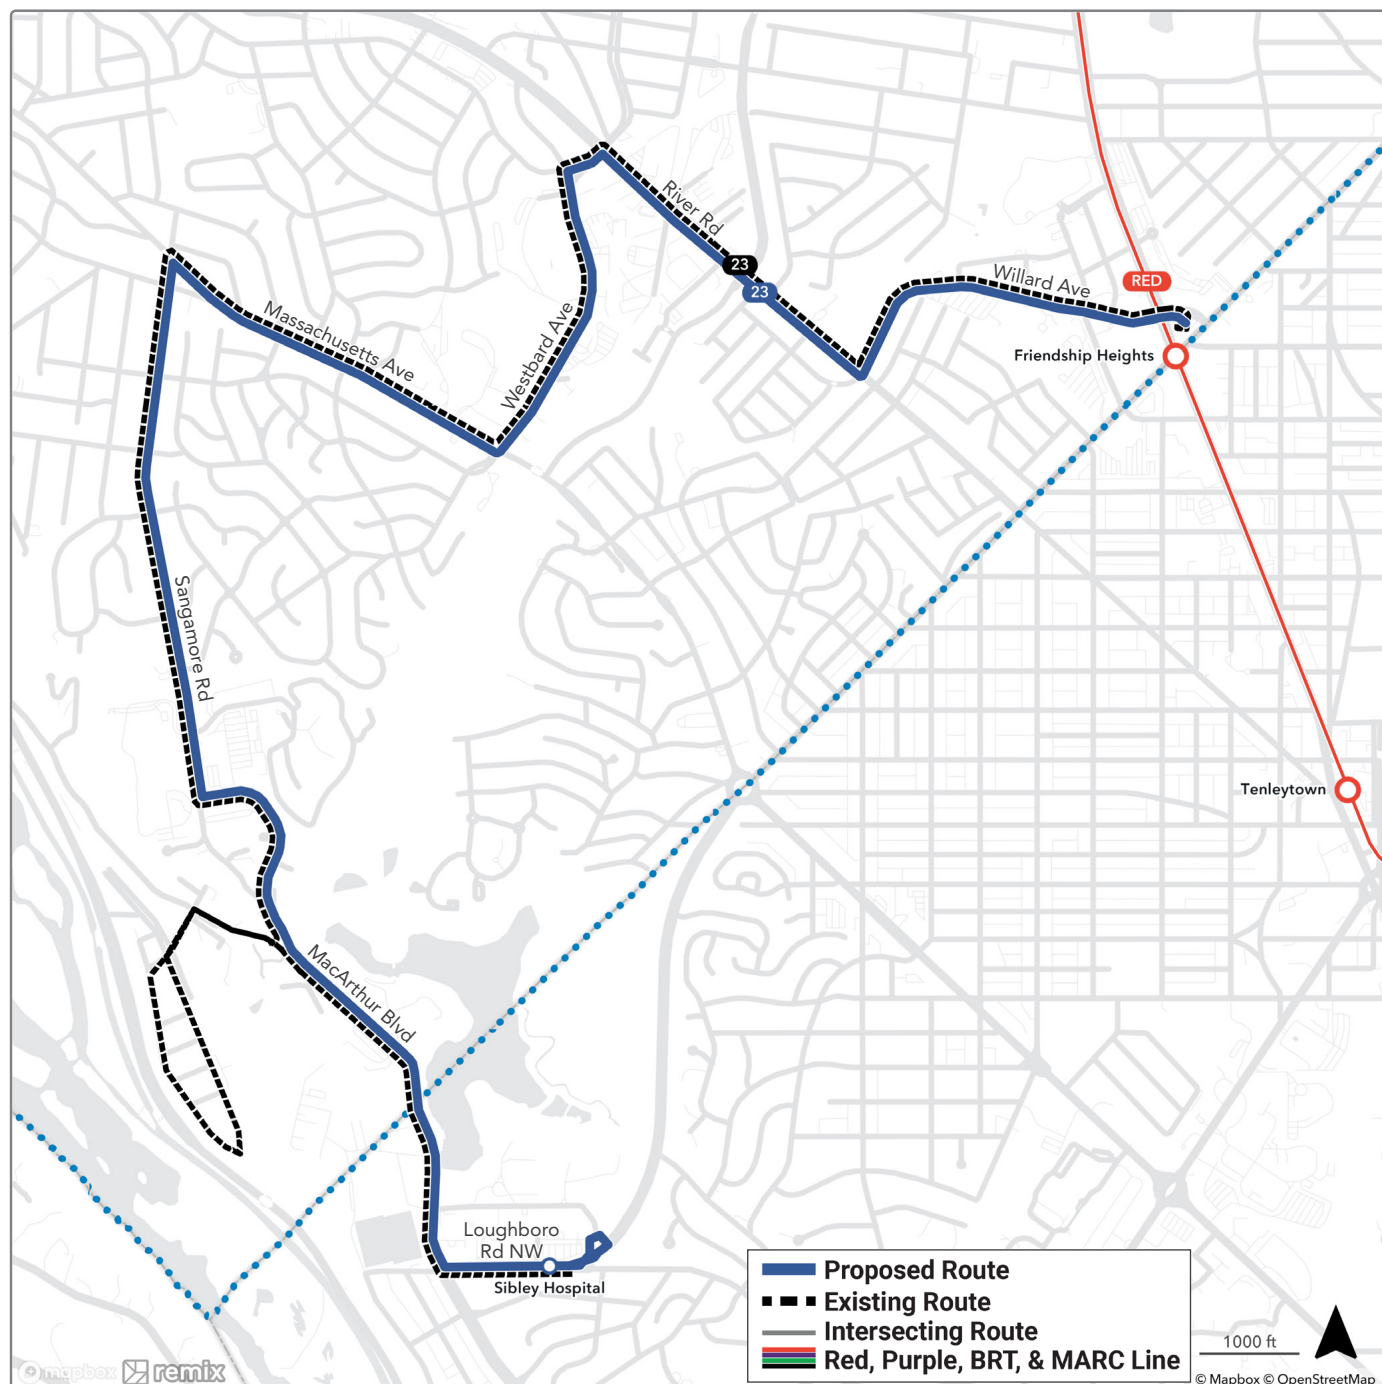 River Rd
23
23
Willard Ave
RED
Friendship Heights
Massachusetts Ave
Westbard Ave
Sangamore Rd
Tenleytown
MacArthur Blvd
Loughboro
Rd NW
Sibley Hospital
Proposed Route
Existing Route
Intersecting Route
Red, Purple, BRT, & MARC Line
1000 ft
mapbox remix
© Mapbox © OpenStreetMap